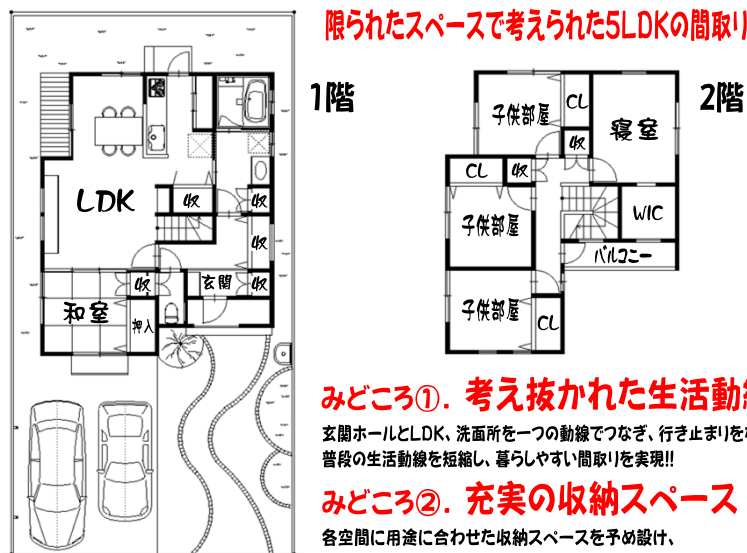 限られたスペースで考えられた5LDKの間取り
1階
2階
LDK
収
収
収
収
収
玄関
和室
押入
子供部屋
CL
収
寝室
CL
収
子供部屋
WIC
バルコニー
子供部屋
CL
みどころ①. 考え抜かれた生活動線
玄関ホールとLDK、洗面所を一つの動線でつなぎ、行き止まりを
普段の生活動線を短縮し、暮らしやすい間取りを実現!!
みどころ②. 充実の収納スペース
各空間に用途に合わせた収納スペースを予め設け、